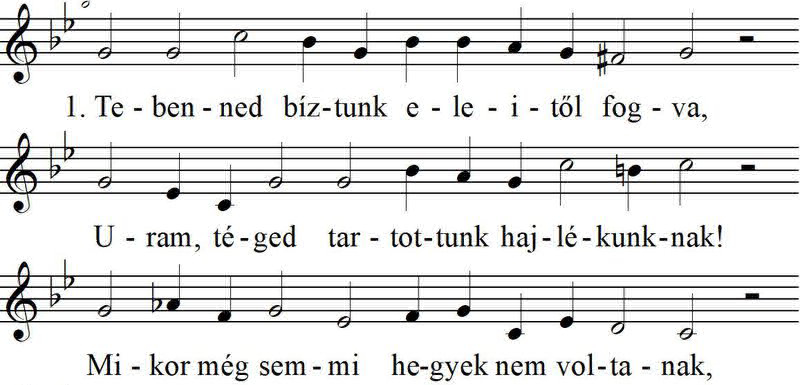 1. Te - ben - ned bíz-tunk e - le - i - től fog - va,
U - ram, té - ged tar - tot-tunk haj-lé-kunk-nak!
Mi - kor még sem - mi he-gyek nem vol-ta - nak,